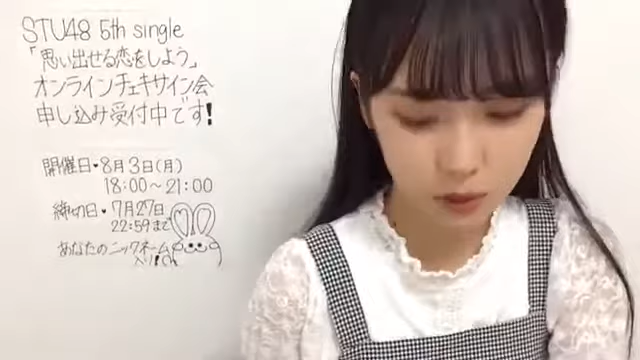 STU48 5th single
「思い出せる恋をしよう」
オンラインチェキサイン会
申し込み受付中です!
開催日・8月3日(月)
18:00〜21:00
締切日・7月27日
22:59まで
あなたのニックネーム